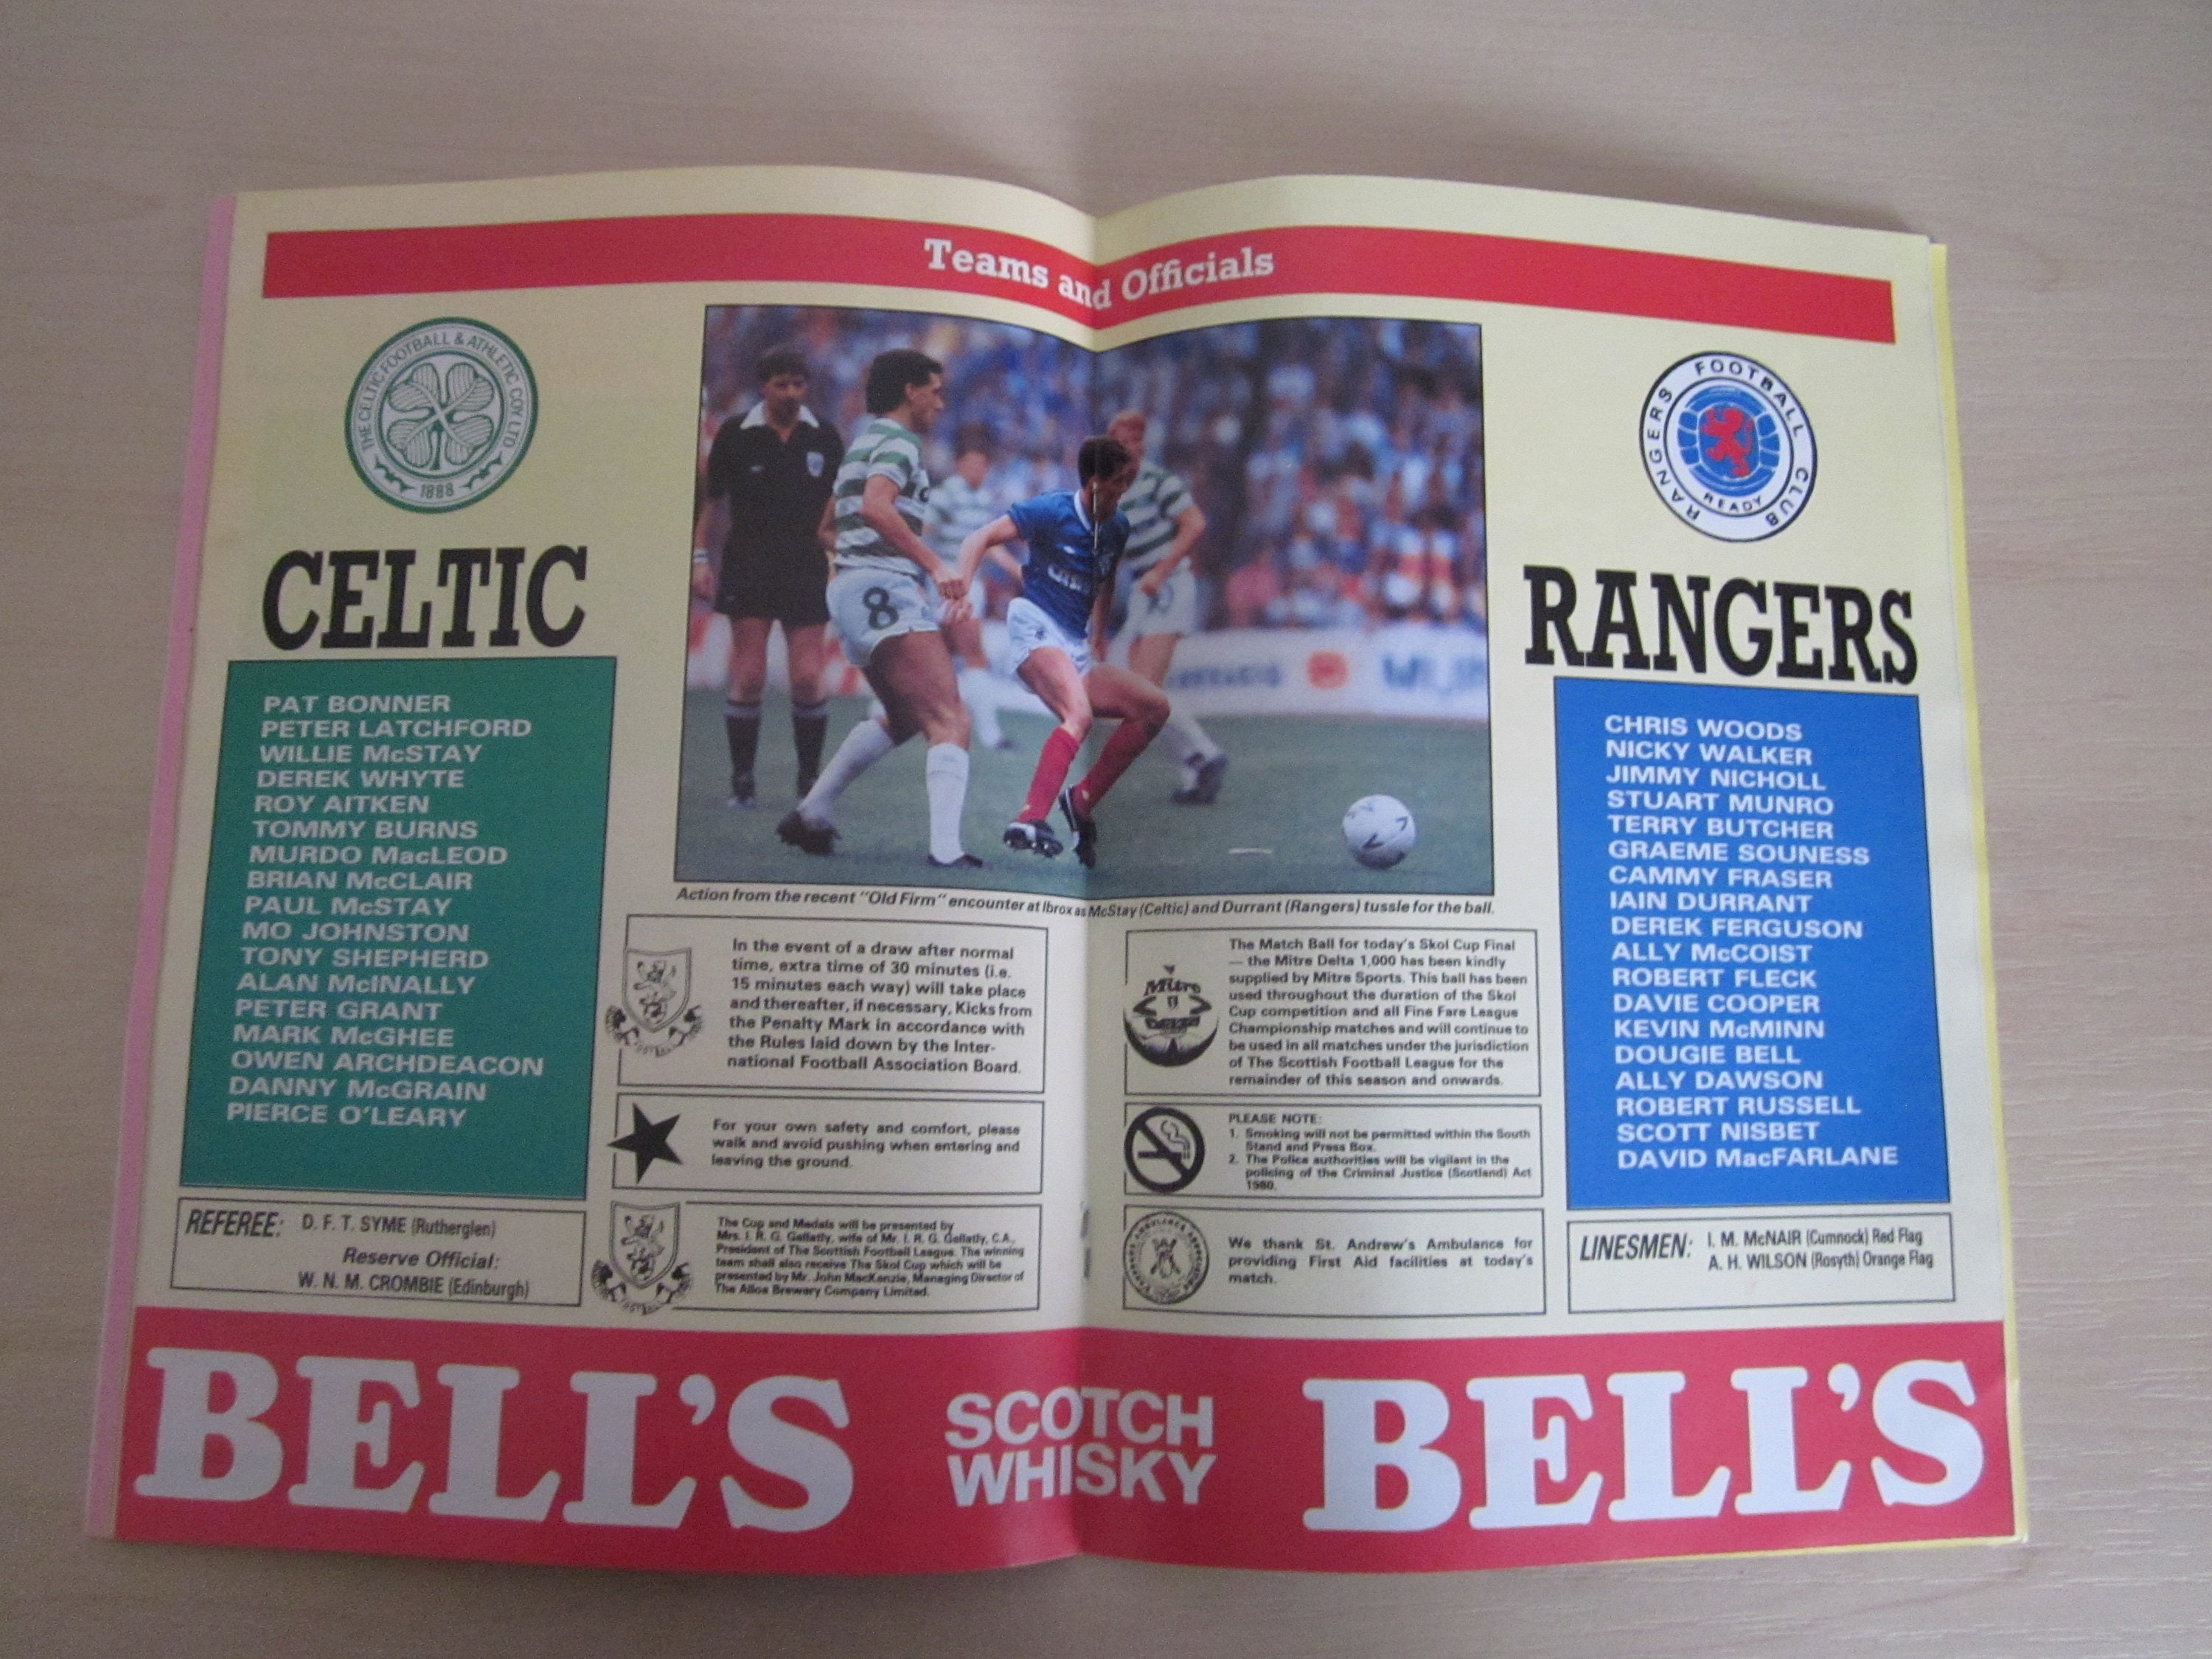 Teams and Officials
THE CELTIC FOOTBALL & ATHLETIC COY. LTD.
1888
CELTIC
PAT BONNER
PETER LATCHFORD
WILLIE McSTAY
DEREK WHYTE
ROY AITKEN
TOMMY BURNS
MURDO MacLEOD
BRIAN McCLAIR
PAUL McSTAY
MO JOHNSTON
TONY SHEPHERD
ALAN McINALLY
PETER GRANT
MARK McGHEE
OWEN ARCHDEACON
DANNY McGRAIN
PIERCE O'LEARY
REFEREE: D. F. T. SYME (Rutherglen)
Reserve Official:
W. N. M. CROMBIE (Edinburgh)
8
Action from the recent "Old Firm" encounter at Ibrox as McStay (Celtic) and Durrant (Rangers) tussle for the ball.
In the event of a draw after normal
time, extra time of 30 minutes (i.e.
15 minutes each way) will take place
and thereafter, if necessary, Kicks from
the Penalty Mark in accordance with
the Rules laid down by the Inter-
national Football Association Board.
For your own safety and comfort, please
walk and avoid pushing when entering and
leaving the ground.
The Cup and Medals will be presented by
Mrs. I. R. G. Gellatly, wife of Mr. I. R. G. Gellatly, C.A.,
President of The Scottish Football League. The winning
team shall also receive The Skol Cup which will be
presented by Mr. John MacKenzie, Managing Director of
The Alloa Brewery Company Limited.
Mitre
The Match Ball for today's Skol Cup Final
— the Mitre Delta 1,000 has been kindly
supplied by Mitre Sports. This ball has been
used throughout the duration of the Skol
Cup competition and all Fine Fare League
Championship matches and will continue to
be used in all matches under the jurisdiction
of The Scottish Football League for the
remainder of this season and onwards.
PLEASE NOTE:
1. Smoking will not be permitted within the South
Stand and Press Box.
2. The Police authorities will be vigilant in the
policing of the Criminal Justice (Scotland) Act
1980.
We thank St. Andrew's Ambulance for
providing First Aid facilities at today's
match.
RANGERS FOOTBALL CLUB
READY
RANGERS
CHRIS WOODS
NICKY WALKER
JIMMY NICHOLL
STUART MUNRO
TERRY BUTCHER
GRAEME SOUNESS
CAMMY FRASER
IAIN DURRANT
DEREK FERGUSON
ALLY McCOIST
ROBERT FLECK
DAVIE COOPER
KEVIN McMINN
DOUGIE BELL
ALLY DAWSON
ROBERT RUSSELL
SCOTT NISBET
DAVID MacFARLANE
LINESMEN: I. M. McNAIR (Cumnock) Red Flag
A. H. WILSON (Rosyth) Orange Flag
BELL'S SCOTCH WHISKY BELL'S